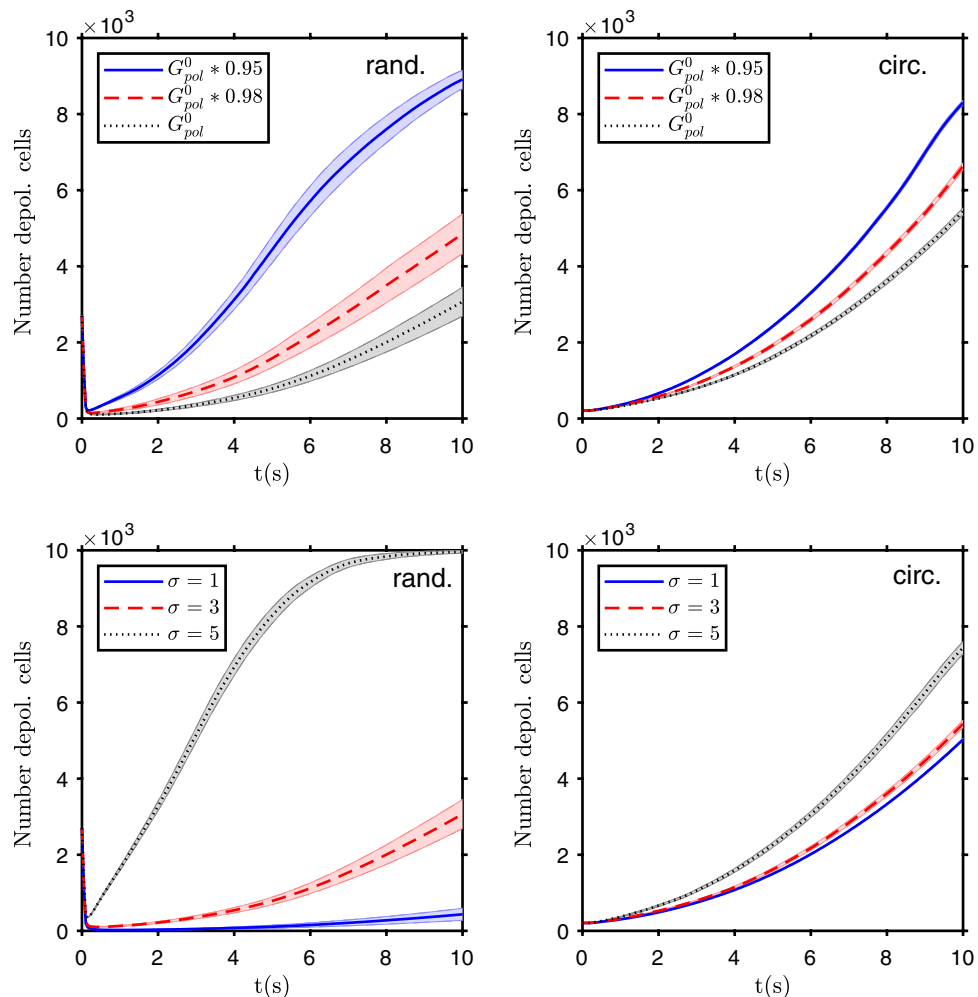 ×10³
10
8
6
4
2
0
0 2 4 6 8 10
t(s)
Number depol. cells
G⁰pol ∗ 0.95
G⁰pol ∗ 0.98
G⁰pol
rand.
10
8
6
4
2
0
0 2 4 6 8 10
t(s)
Number depol. cells
G⁰pol ∗ 0.95
G⁰pol ∗ 0.98
G⁰pol
circ.
×10³
10
8
6
4
2
0
0 2 4 6 8 10
t(s)
Number depol. cells
σ = 1
σ = 3
σ = 5
rand.
×10³
10
8
6
4
2
0
0 2 4 6 8 10
t(s)
Number depol. cells
σ = 1
σ = 3
σ = 5
circ.
×10³